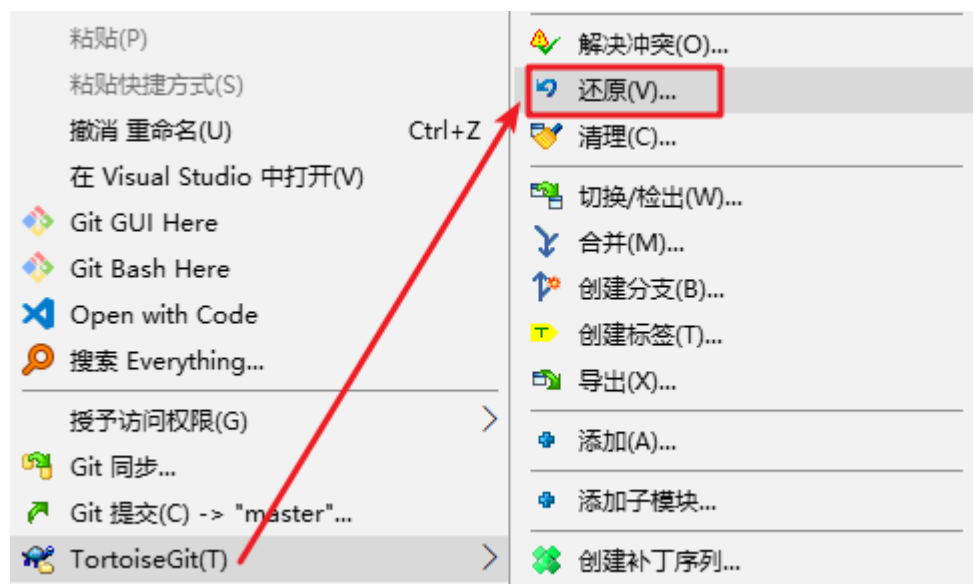 粘贴(P)
粘贴快捷方式(S)
撤消 重命名(U) Ctrl+Z
在 Visual Studio 中打开(V)
Git GUI Here
Git Bash Here
Open with Code
搜索 Everything...
授予访问权限(G)
Git 同步...
Git 提交(C) -> "master"...
TortoiseGit(T)
解决冲突(O)...
还原(V)...
清理(C)...
切换/检出(W)...
合并(M)...
创建分支(B)...
创建标签(T)...
导出(X)...
添加(A)...
添加子模块...
创建补丁序列...